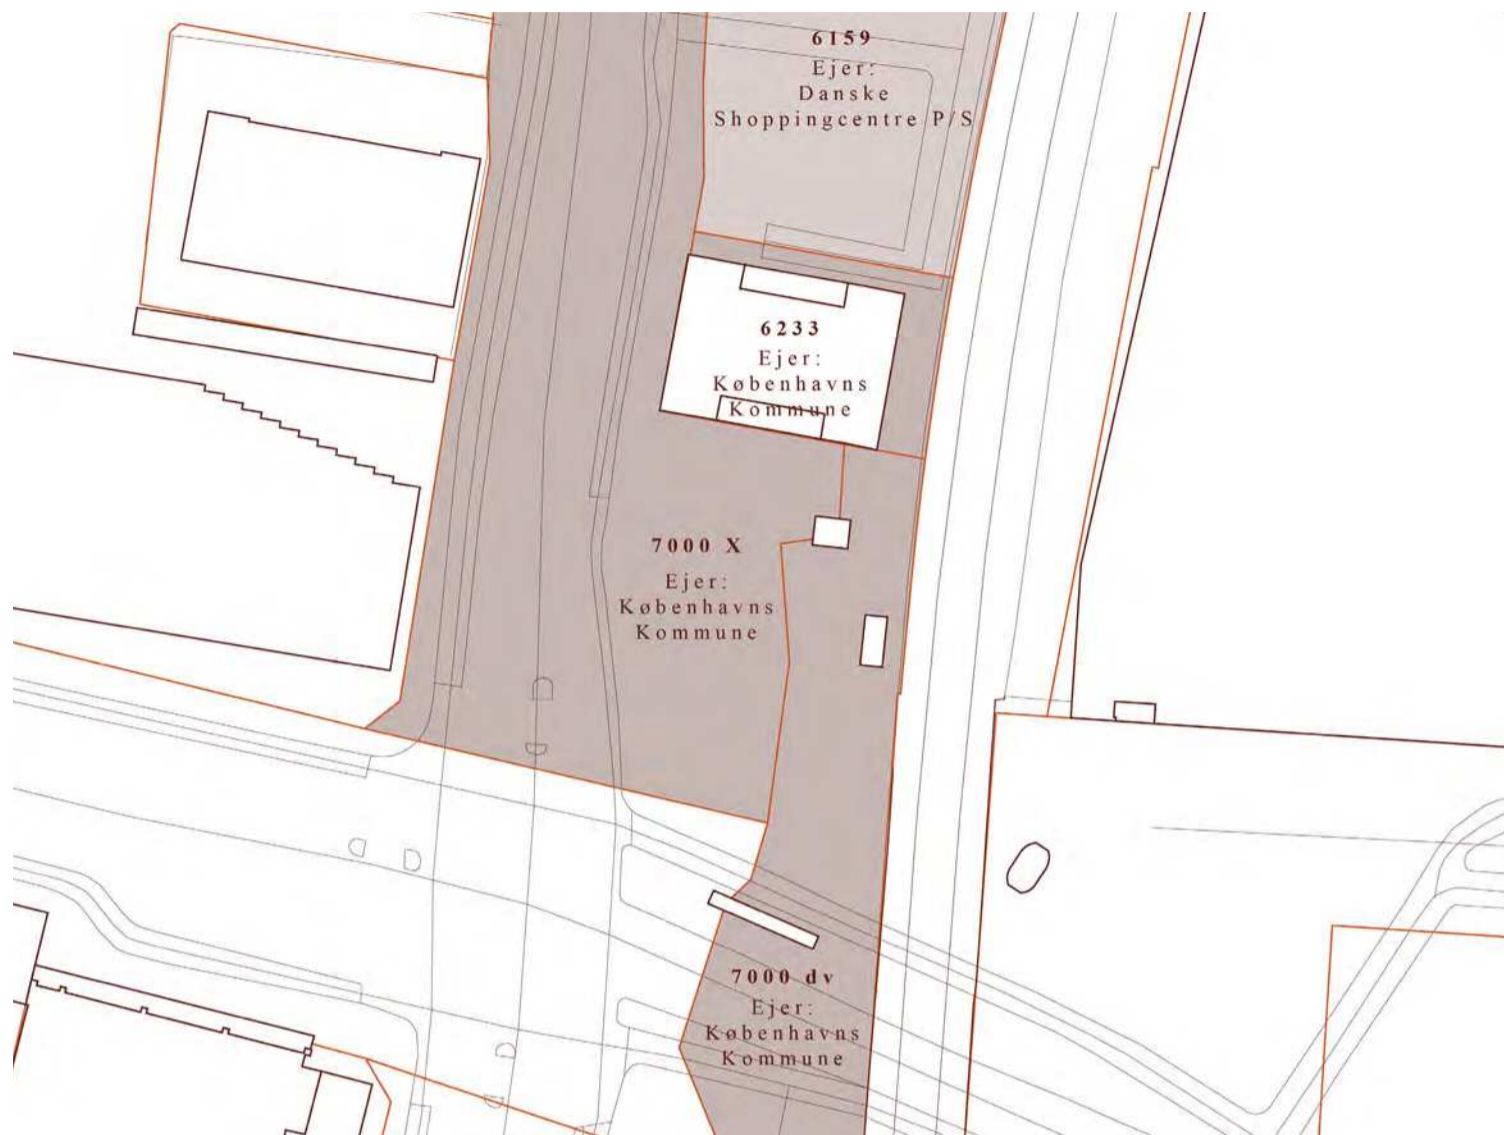 6159
Ejer:
Danske
Shoppingcentre P/S
6233
Ejer:
Københavns
Kommune
7000 X
Ejer:
Københavns
Kommune
7000 dv
Ejer:
Københavns
Kommune